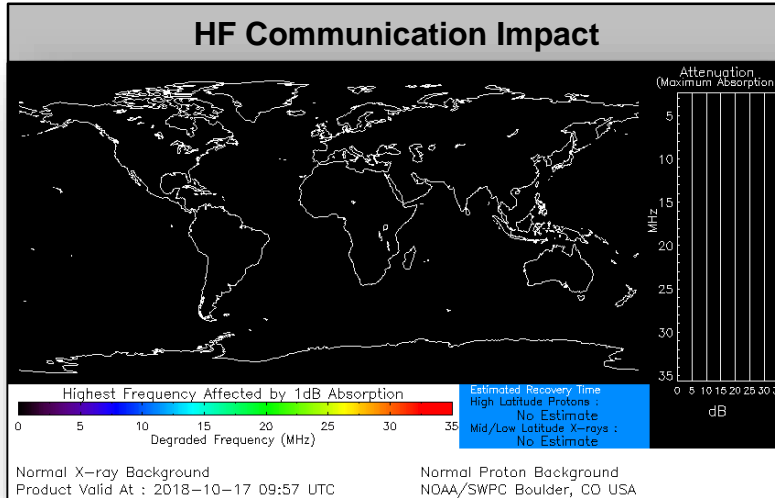 HF Communication Impact
Attenuation
(Maximum Absorption
5
10
15
MHz
20
25
30
35
0 5 10 15 20 25 30
dB
Highest Frequency Affected by 1dB Absorption
0 5 10 15 20 25 30 35
Degraded Frequency (MHz)
Estimated Recovery Time
High Latitude Protons :
No Estimate
Mid/Low Latitude X-rays :
No Estimate
Normal X-ray Background
Product Valid At : 2018-10-17 09:57 UTC
Normal Proton Background
NOAA/SWPC Boulder, CO USA